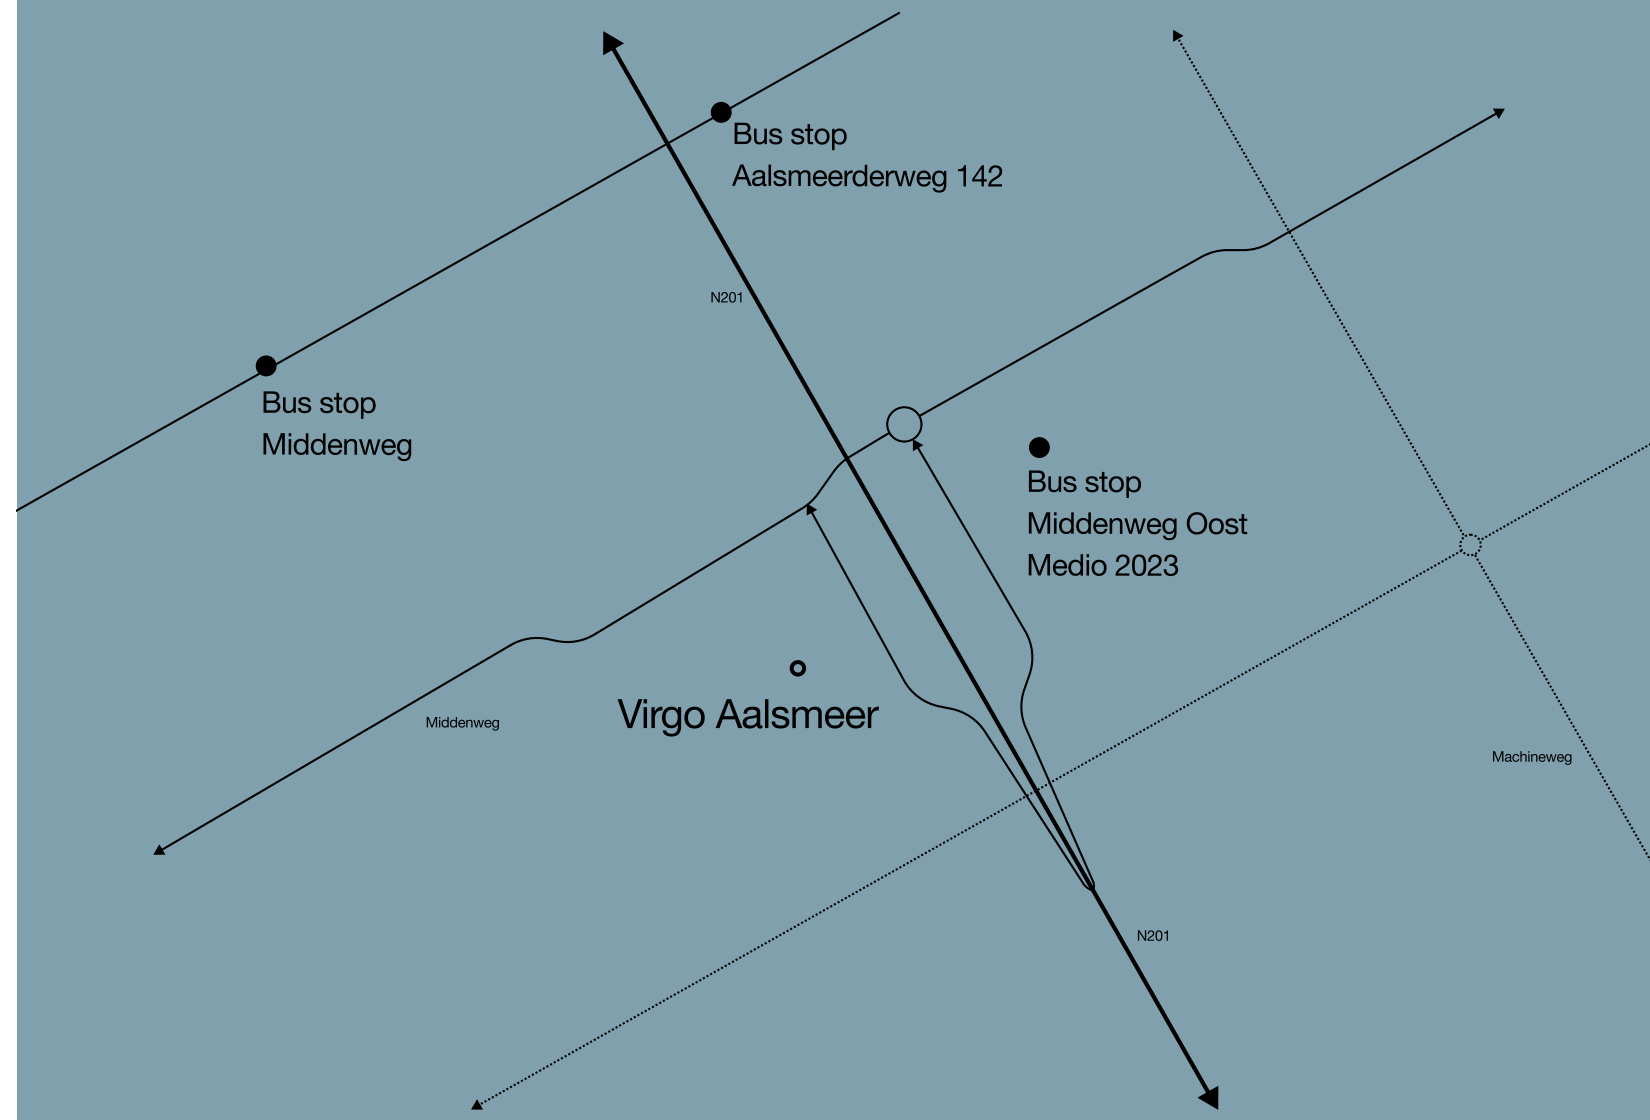 Bus stop
Aalsmeerderweg 142
N201
Bus stop
Middenweg
Bus stop
Middenweg Oost
Medio 2023
Virgo Aalsmeer
Middenweg
Machineweg
N201